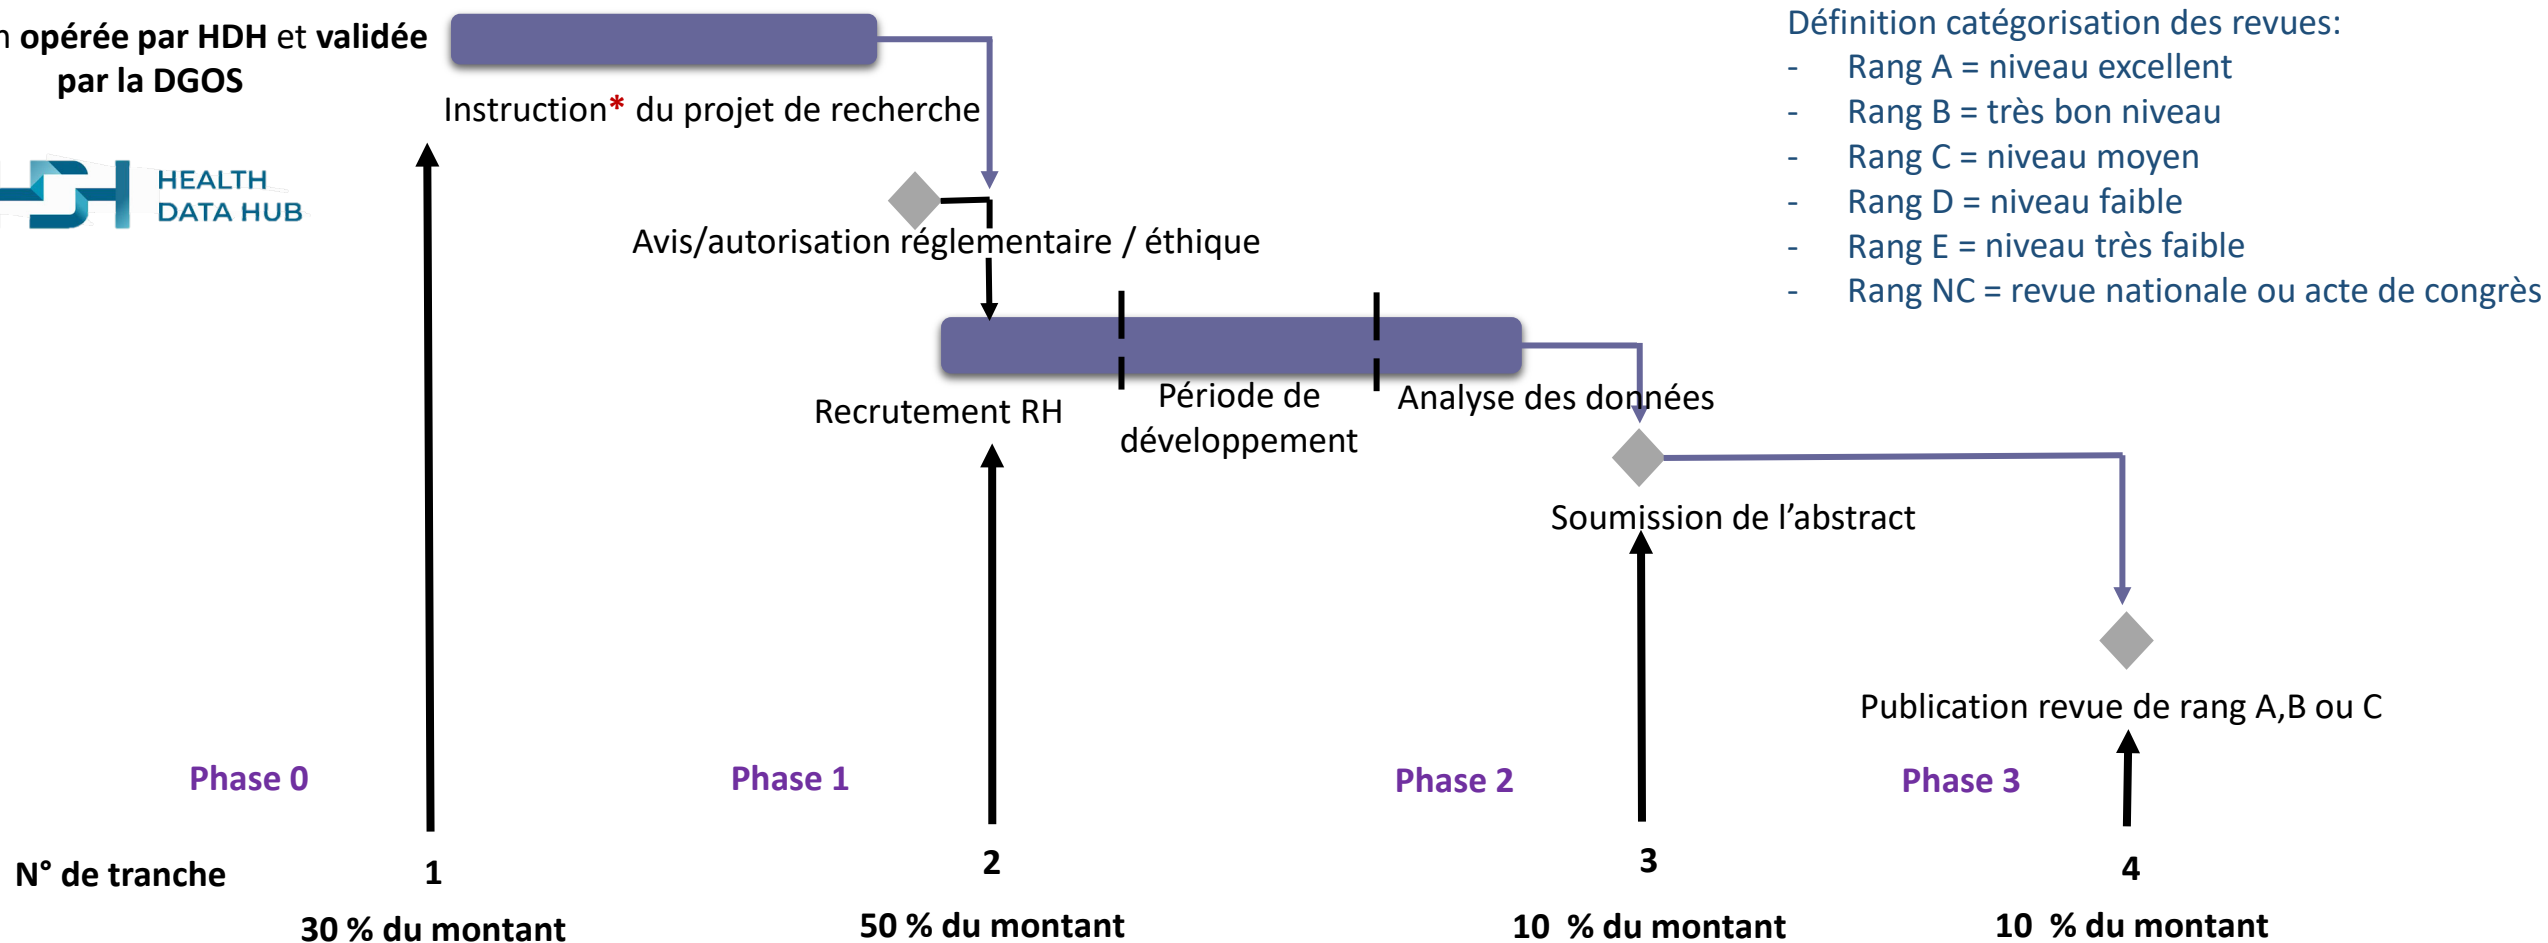 opérée par HDH et validée
par la DGOS
HEALTH
DATA HUB
Instruction* du projet de recherche
Définition catégorisation des revues:
- Rang A = niveau excellent
- Rang B = très bon niveau
- Rang C = niveau moyen
- Rang D = niveau faible
- Rang E = niveau très faible
- Rang NC = revue nationale ou acte de congrès
Avis/autorisation réglementaire / éthique
Recrutement RH
Période de
développement
Analyse des données
Soumission de l’abstract
Publication revue de rang A,B ou C
Phase 0
Phase 1
Phase 2
Phase 3
N° de tranche
1
2
3
4
30 % du montant
50 % du montant
10 % du montant
10 % du montant